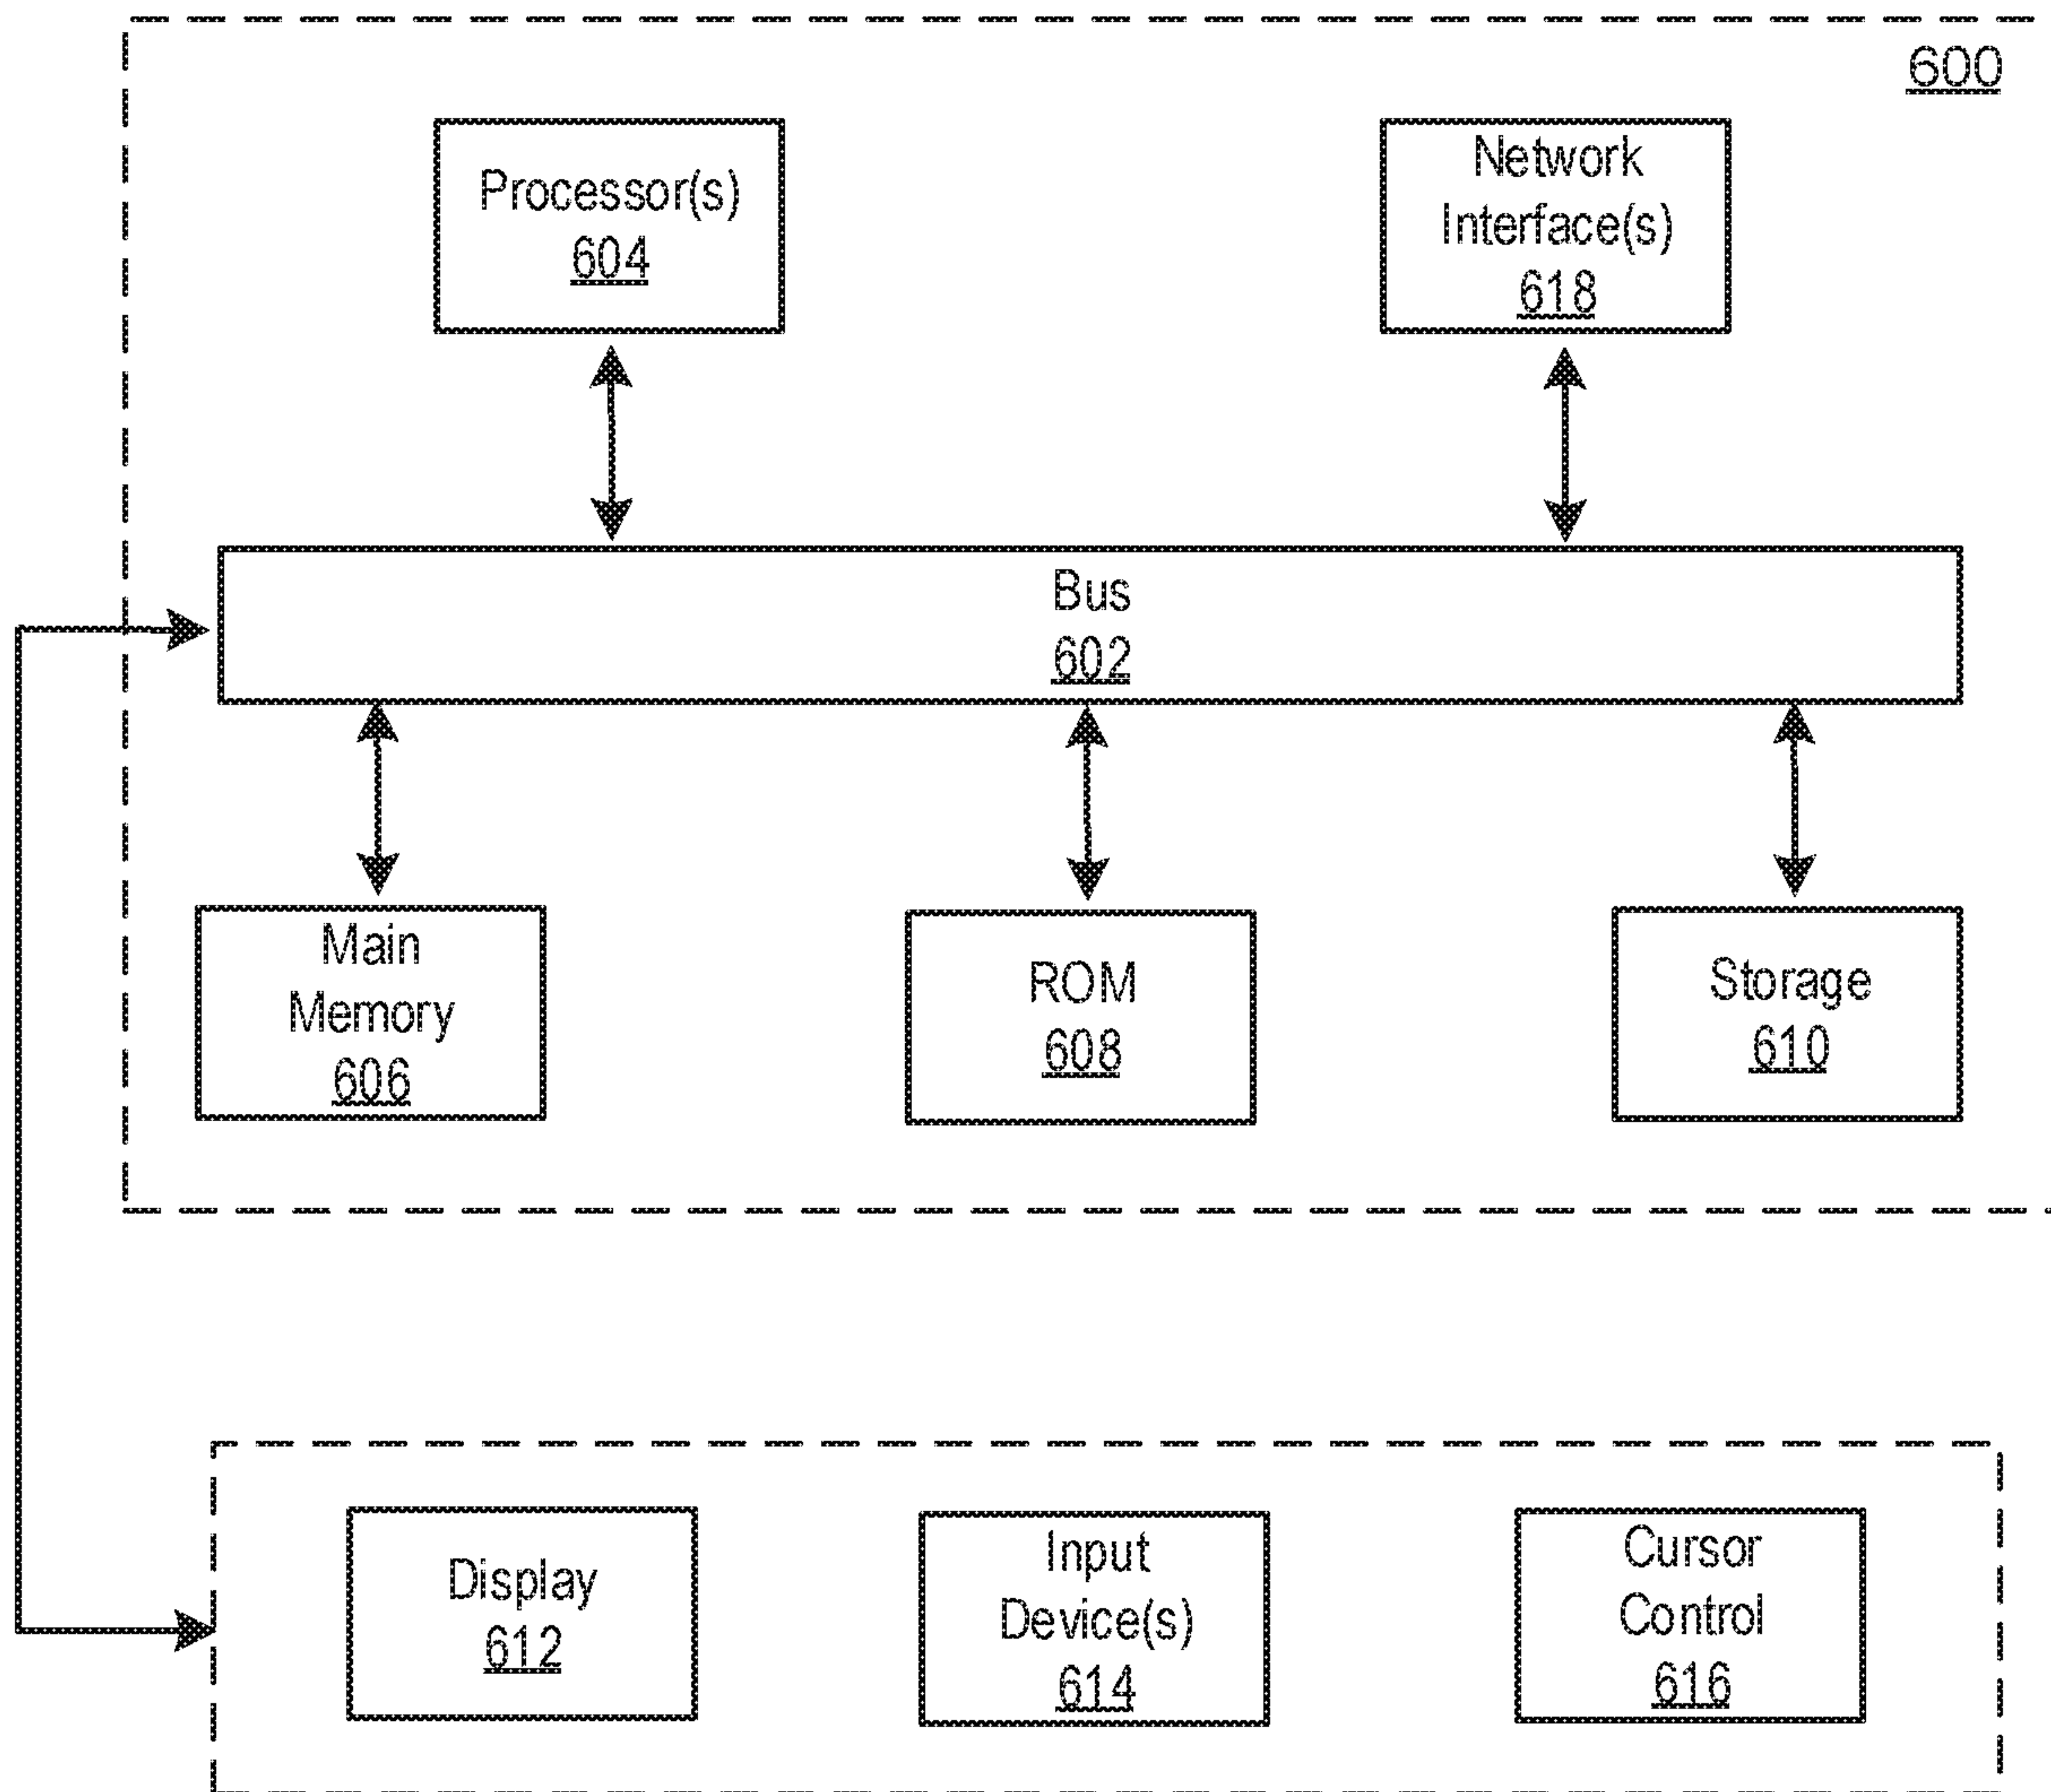 600
Processor(s)
604
Network
Interface(s)
618
Bus
602
Main
Memory
606
ROM
608
Storage
610
Display
612
Input
Device(s)
614
Cursor
Control
616